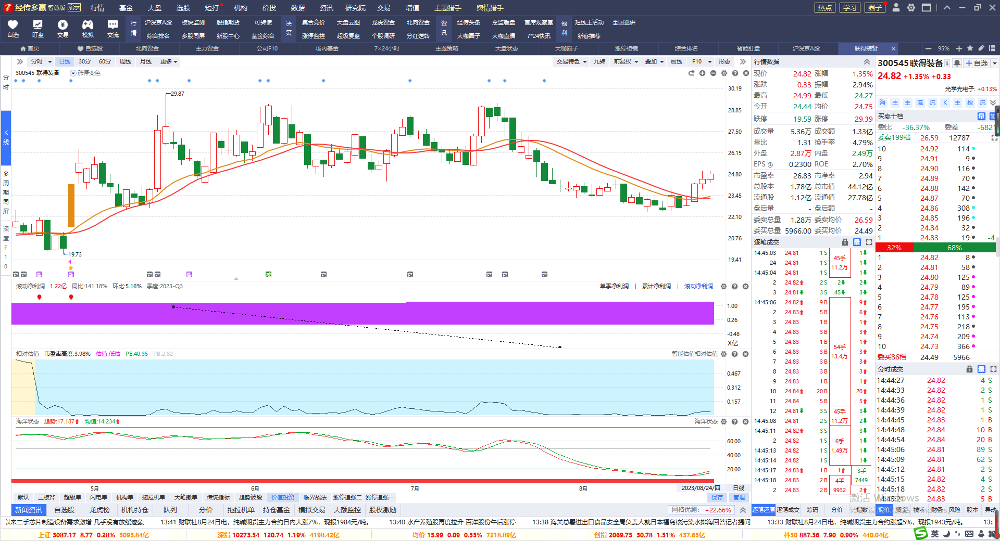 经传多赢 智尊版 演示 行情 基金 大盘 选股 短打 机构 价投 数据 资讯 研究院 交易 增值 主题猎手 舆情猎手 热点 学习 圈子
行情 沪深京A股 板块监测 股指期货 可转债 决策 集合竞价 大盘云图 龙虎资金 北向资金 资讯 经传头条 总监看盘 首席观察室 福利 短线王活动 全国巡讲
自选 盯盘 交易 模拟 交流 综合排名 多股同屏 新股中心 基金综合 涨停监控 超级复盘 个股调研 分红送转 大咖圈子 大咖直播 7*24快讯 新客推荐
首页 自选股 北向资金 主力资金 公司F10 场内基金 7×24小时 主题策略 大盘状态 大咖圈子 涨停棱镜 综合排名 智能盯盘 沪深京A股 联得装备 × 95%
分时 日线 30分 60分 周线 月线 更多 交易特色 九转 前复权 叠加 画线 F10 形态
300545 联得装备 涨停变色
分时
K线
多周期同屏
深度F10
29.87
19.73
30.19
28.85
27.50
26.15
24.80
23.45
22.10
20.76
19.41
滚动净利润 1.22亿 同比:141.18% 环比:5.16% 季度:2023-Q3 单季净利润 | 累计净利润 | 滚动净利润
1.00
0.26
-0.48
X亿
相对估值 市盈率高度:3.98% 估值:低估 PE:40.35 PB:2.82 智能估值相对估值
0.467
0.312
0.157
海洋状态 趋势:17.187 均值:14.234 海洋状态
60.00
40.00
20.00
5月 6月 7月 8月 2023/08/24/四 日线
默认 三板斧 超级单 闪电单 机构单 拖拉机单 大笔撤单 传统指标 趋势波段 价值投资 临界战法 涨停追强二 涨停追强一 保存 管理
新闻资讯 自选股 龙虎榜 机构持仓 队列 分价 拖拉机单 持仓基金 模拟交易 大额监控 股权激励 网格优测: +22.66%
行情数据
现价 24.82 涨幅 1.35%
涨跌 0.33 振幅 2.94%
最高 24.99 最低 24.27
今开 24.44 均价 24.75
跌停 19.59 涨停 29.39
成交量 5.36万 成交额 1.33亿
量比 1.31 换手率 4.79%
外盘 2.87万 内盘 2.49万
EPS 0.2300 ROE 2.70%
市盈率 26.83 市净率 2.94
总股本 1.78亿 总市值 44.12亿
流通股 1.12亿 流通值 27.78亿
盘后量 - 盘后额 -
委卖总量 1.28万 委卖均价 26.59
委买总量 5966.00 委买均价 24.49
逐笔成交
14:45:03 24.81 1 S 1
24 24.81 1 S 1
14:45:04 24.81 1 S 1
2 24.82 2 S 2 2
3 24.81 3 S 45 3
14:45:06 24.82 9 B 9
2 24.83 5 B 6
3 24.83 1 B 1
4 24.83 3 B 3
5 24.83 1 B 1
6 24.83 3 B 3
7 24.83 3 B 3
8 24.83 3 B 3
9 24.83 1 B 1
10 24.84 20 B 20
11 24.84 5 B 5
12 24.81 3 S 3
14:45:08 24.81 2 S 2
14:45:11 24.82 3 S 3
2 24.82 1 S 1
14:45:13 24.82 1 S 1
14:45:14 24.82 1 S 1
14:45:17 24.83 1 B 1
14:45:18 24.83 2 B
2 24.83 2 B 2
45手
11.2万
54手
13.4万
45手
11.2万
6手
1.49万
4手
9932
3手
7449
逐笔还原 逐笔成交 筹码 分价 指数 股价 资金 财务 风险 股本 异动
300545 联得装备 自选
24.82 +1.35% +0.33
光学光电子: +0.13%
海 主 主 流 流 K 主 控 流
买卖十档
委比 -36.37% 委差
委卖199档 26.59 12787
10 24.92 114
9 24.91 9
8 24.90 116
7 24.89 70
6 24.88 142
5 24.87 70
4 24.86 308
3 24.85 196
2 24.84 32
1 24.83 19 -4
32% 68%
1 24.82 8
2 24.81 58
3 24.80 125
4 24.79 89
5 24.78 125
6 24.77 195
7 24.76 113
8 24.75 218
9 24.74 209
10 24.73 366
委买86档 24.49 5966
分时成交
14:44:27 24.82 4 S
14:44:33 24.82 2 S
14:44:36 24.82 1 S
14:44:39 24.82 1 S
14:44:45 24.83 1 B
14:44:48 24.84 10 B
14:44:54 24.84 20 B
14:45:06 24.81 89 S
14:45:09 24.81 62 S
14:45:12 24.81 2 S
14:45:15 24.82 4 S
14:45:18 24.82 2 S
14:45:20 24.83 5 B
激活 Windows
以来二手芯片制造设备需求激增 几乎没有放缓迹象 13:41 财联社8月24日电，纯碱期货主力合约日内大涨7%，现报1984元/吨。 13:40 水产养殖股再度拉升 百洋股份午后涨停 13:38 海关总署进出口食品安全局负责人就日本福岛核污染水排海回答记者提问 13:33 财联社8月24日电，纯碱期货主力合约涨超5%，现报1943元/吨。
上证 3087.17 8.77 0.28% 3093.84亿 深指 10273.34 120.74 1.19% 4198.42亿 均价 15.99 0.09 0.55% 7218.89亿 创指 2069.75 30.78 1.51% 437.65亿 科50 887.36 7.90 0.90% 440.04亿 英